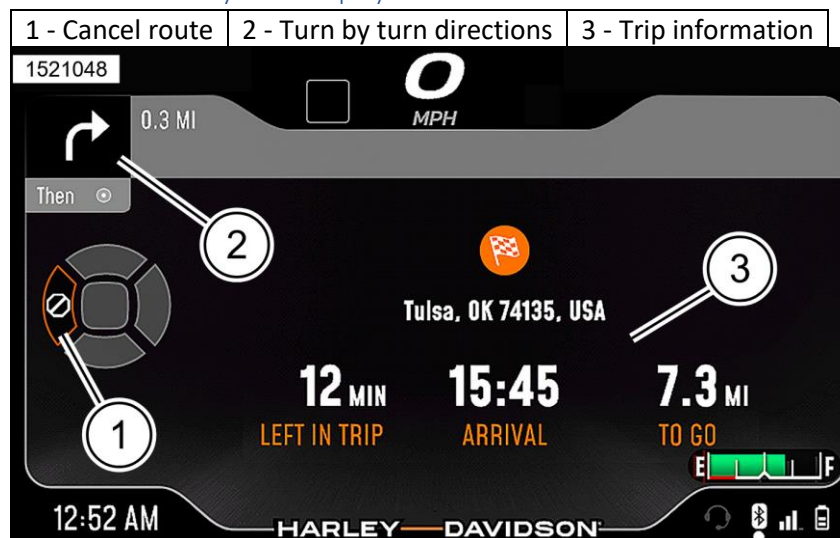 1 - Cancel route 2 - Turn by turn directions 3 - Trip information
1521048
0
MPH
0.3 MI
Then
2
3
1
Tulsa, OK 74135, USA
12 MIN 15:45 7.3 MI
LEFT IN TRIP ARRIVAL TO GO
E F
12:52 AM
HARLEY-DAVIDSON